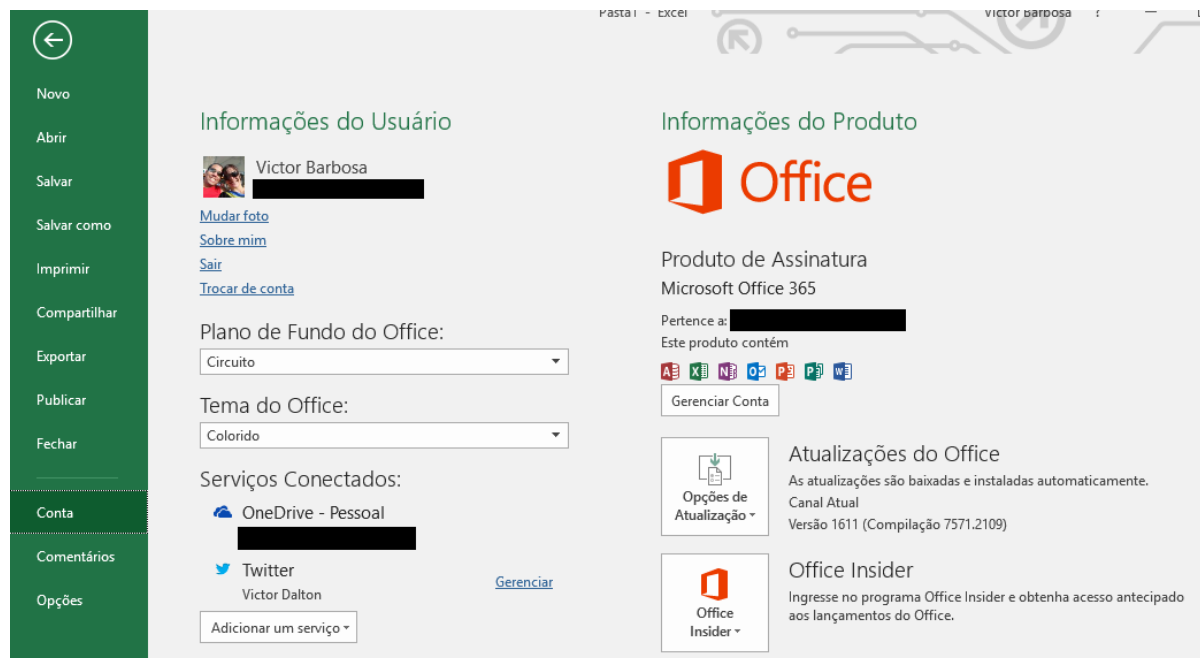 Pasta1 - Excel
Victor Barbosa ?
Novo
Abrir
Salvar
Salvar como
Imprimir
Compartilhar
Exportar
Publicar
Fechar
Conta
Comentários
Opções
Informações do Usuário
Victor Barbosa
Mudar foto
Sobre mim
Sair
Trocar de conta
Plano de Fundo do Office:
Circuito
Tema do Office:
Colorido
Serviços Conectados:
OneDrive - Pessoal
Twitter
Victor Dalton
Gerenciar
Adicionar um serviço
Informações do Produto
Office
Produto de Assinatura
Microsoft Office 365
Pertence a:
Este produto contém
Gerenciar Conta
Opções de
Atualização
Atualizações do Office
As atualizações são baixadas e instaladas automaticamente.
Canal Atual
Versão 1611 (Compilação 7571.2109)
Office
Insider
Office Insider
Ingresse no programa Office Insider e obtenha acesso antecipado
aos lançamentos do Office.